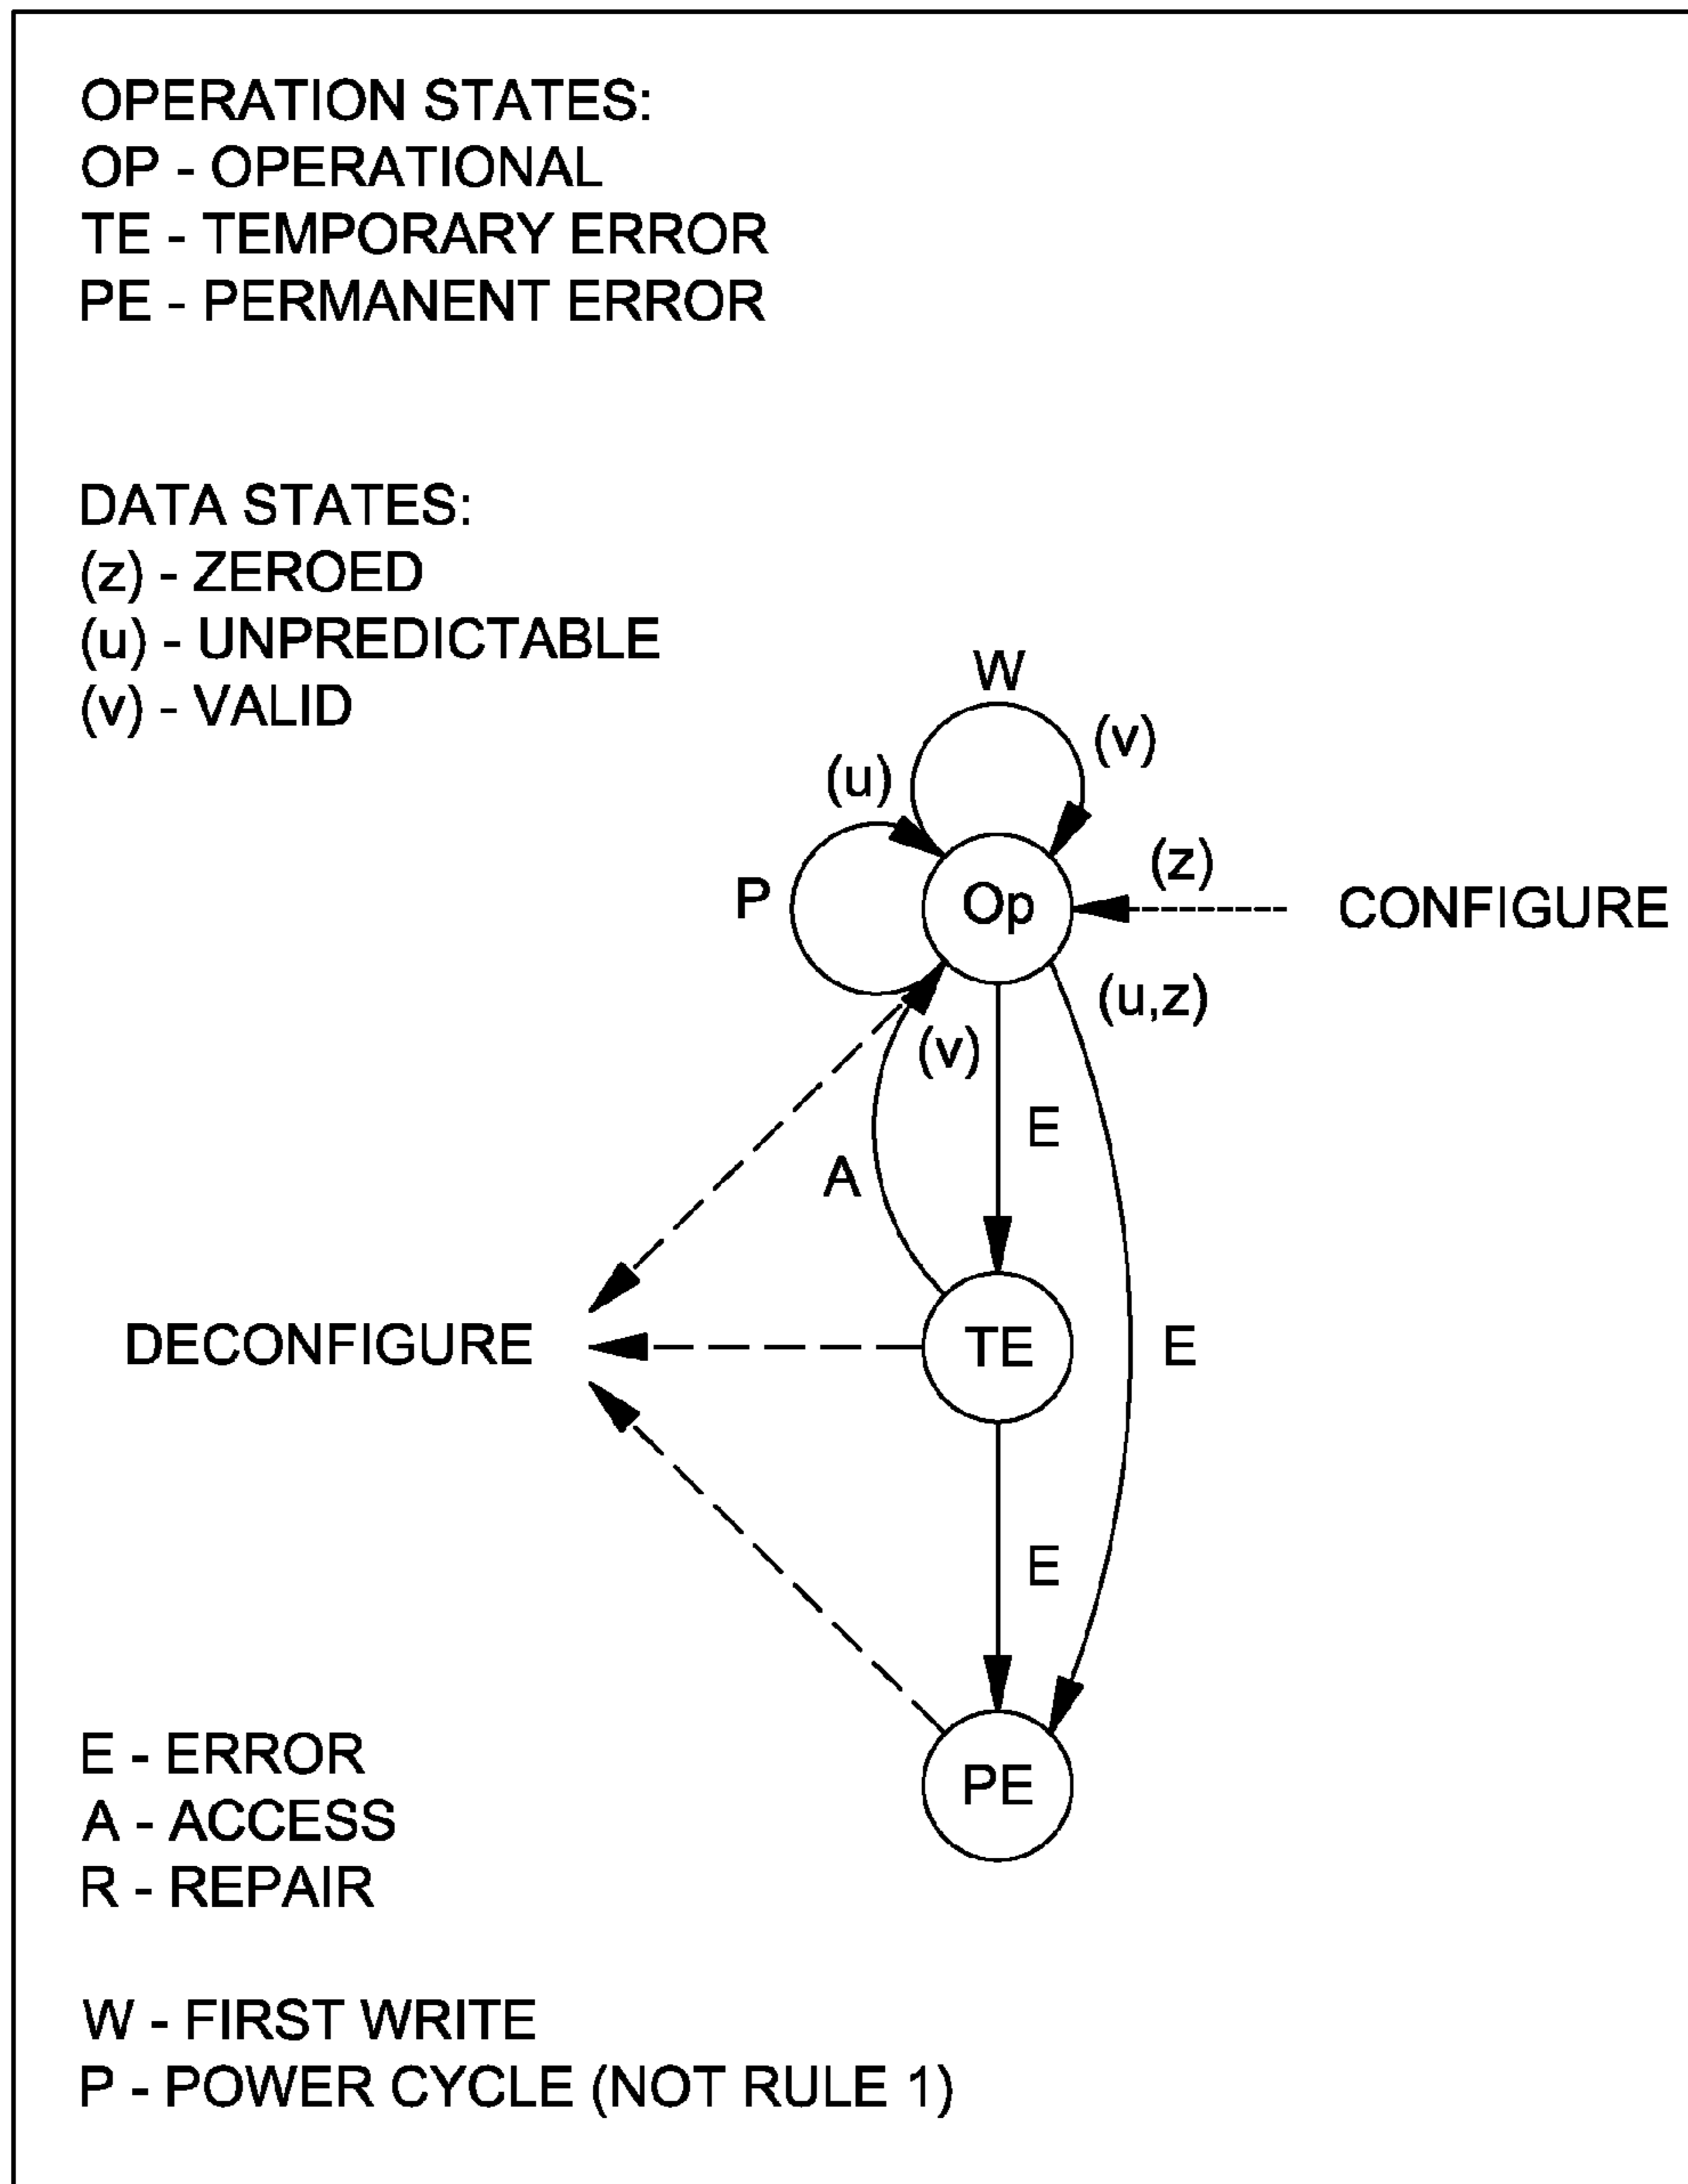 OPERATION STATES:
OP - OPERATIONAL
TE - TEMPORARY ERROR
PE - PERMANENT ERROR
DATA STATES:
(z) - ZEROED
(u) - UNPREDICTABLE
(v) - VALID
W
(v)
(u)
P
Op
(z)
CONFIGURE
(u,z)
(v)
E
A
DECONFIGURE
TE
E
E
PE
E - ERROR
A - ACCESS
R - REPAIR
W - FIRST WRITE
P - POWER CYCLE (NOT RULE 1)